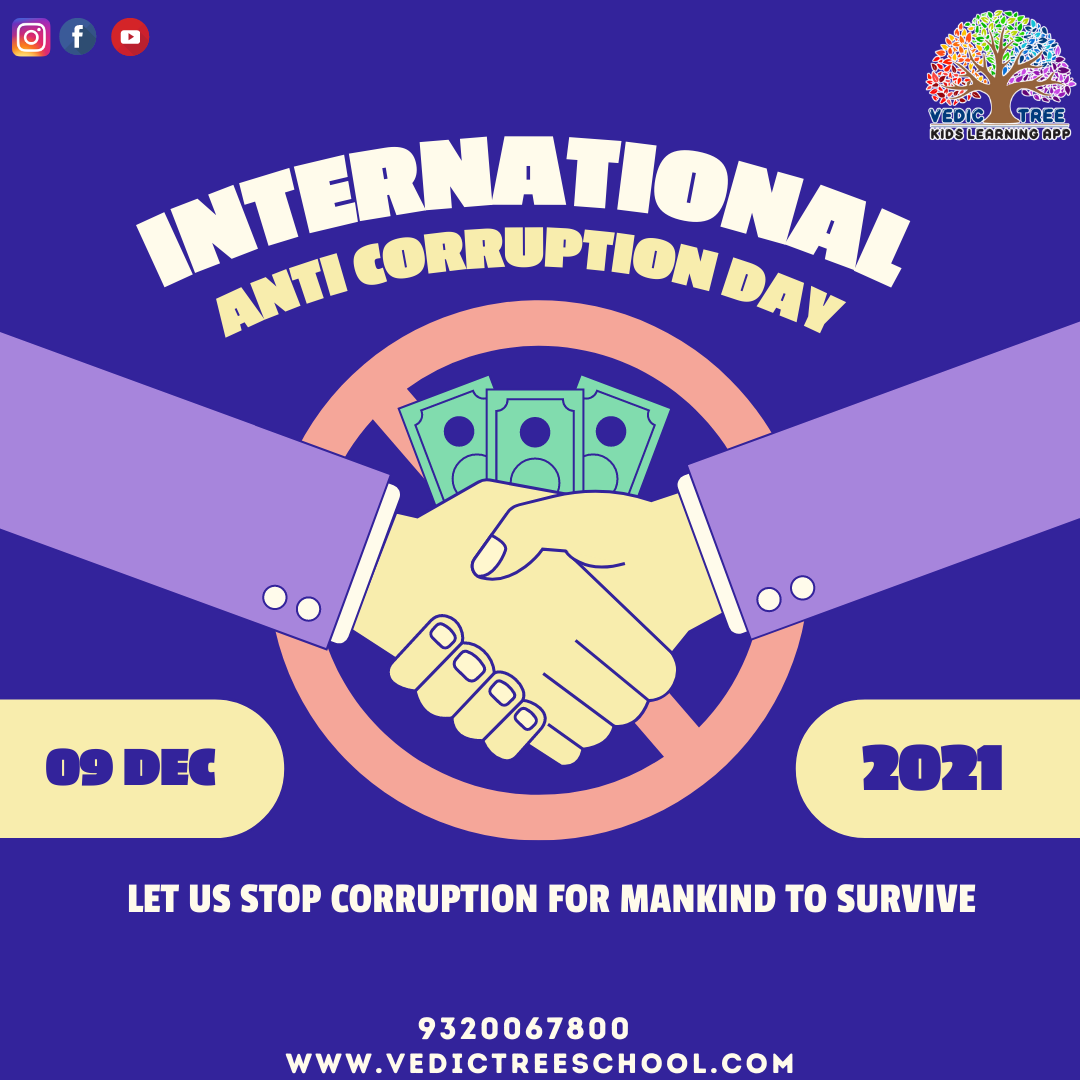 VEDIC TREE
KIDS LEARNING APP
INTERNATIONAL
ANTI CORRUPTION DAY
09 DEC
2021
LET US STOP CORRUPTION FOR MANKIND TO SURVIVE
9320067800
WWW.VEDICTREESCHOOL.COM